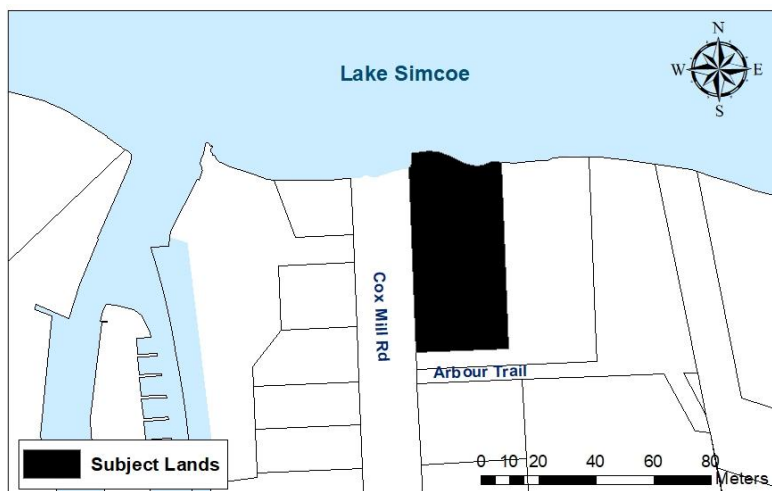 N
Lake Simcoe
W E
S
Cox Mill Rd
Arbour Trail
Subject Lands
0 10 20 40 60 80
Meters